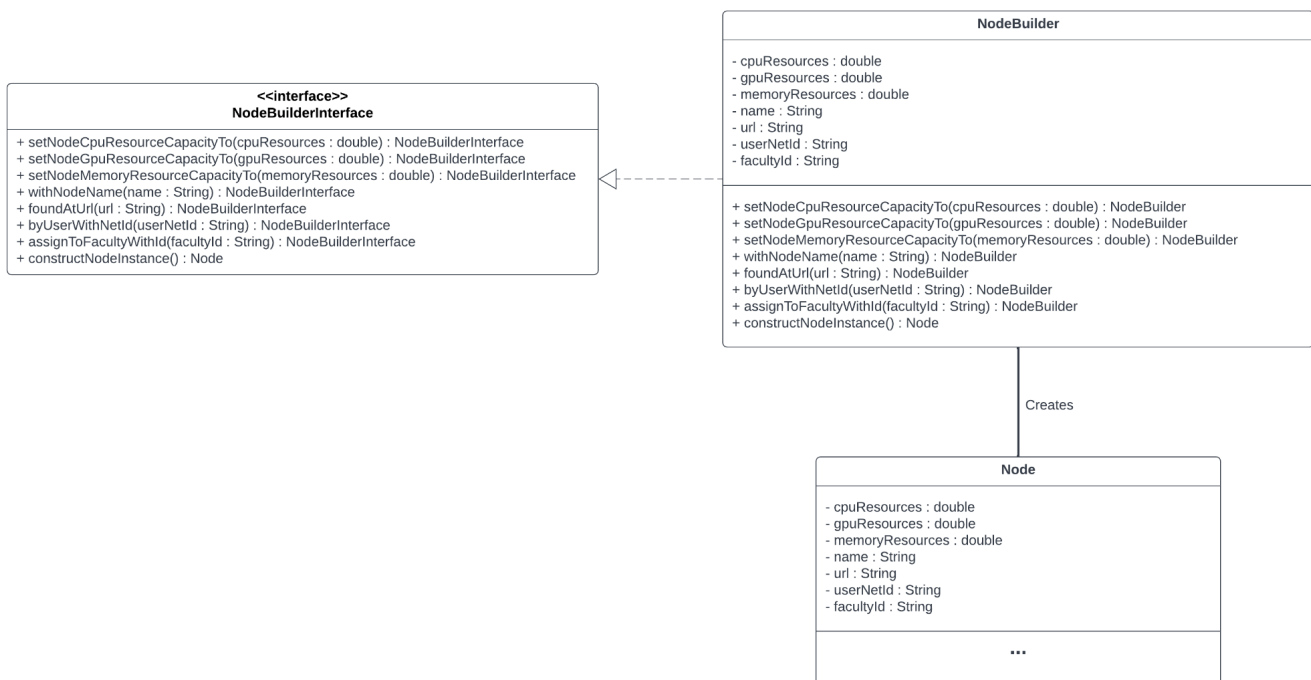 <<interface>>
NodeBuilderInterface
+ setNodeCpuResourceCapacityTo(cpuResources : double) : NodeBuilderInterface
+ setNodeGpuResourceCapacityTo(gpuResources : double) : NodeBuilderInterface
+ setNodeMemoryResourceCapacityTo(memoryResources : double) : NodeBuilderInterface
+ withNodeName(name : String) : NodeBuilderInterface
+ foundAtUrl(url : String) : NodeBuilderInterface
+ byUserWithNetId(userNetId : String) : NodeBuilderInterface
+ assignToFacultyWithId(facultyId : String) : NodeBuilderInterface
+ constructNodeInstance() : Node
NodeBuilder
- cpuResources : double
- gpuResources : double
- memoryResources : double
- name : String
- url : String
- userNetId : String
- facultyId : String
+ setNodeCpuResourceCapacityTo(cpuResources : double) : NodeBuilder
+ setNodeGpuResourceCapacityTo(gpuResources : double) : NodeBuilder
+ setNodeMemoryResourceCapacityTo(memoryResources : double) : NodeBuilder
+ withNodeName(name : String) : NodeBuilder
+ foundAtUrl(url : String) : NodeBuilder
+ byUserWithNetId(userNetId : String) : NodeBuilder
+ assignToFacultyWithId(facultyId : String) : NodeBuilder
+ constructNodeInstance() : Node
Creates
Node
- cpuResources : double
- gpuResources : double
- memoryResources : double
- name : String
- url : String
- userNetId : String
- facultyId : String
...